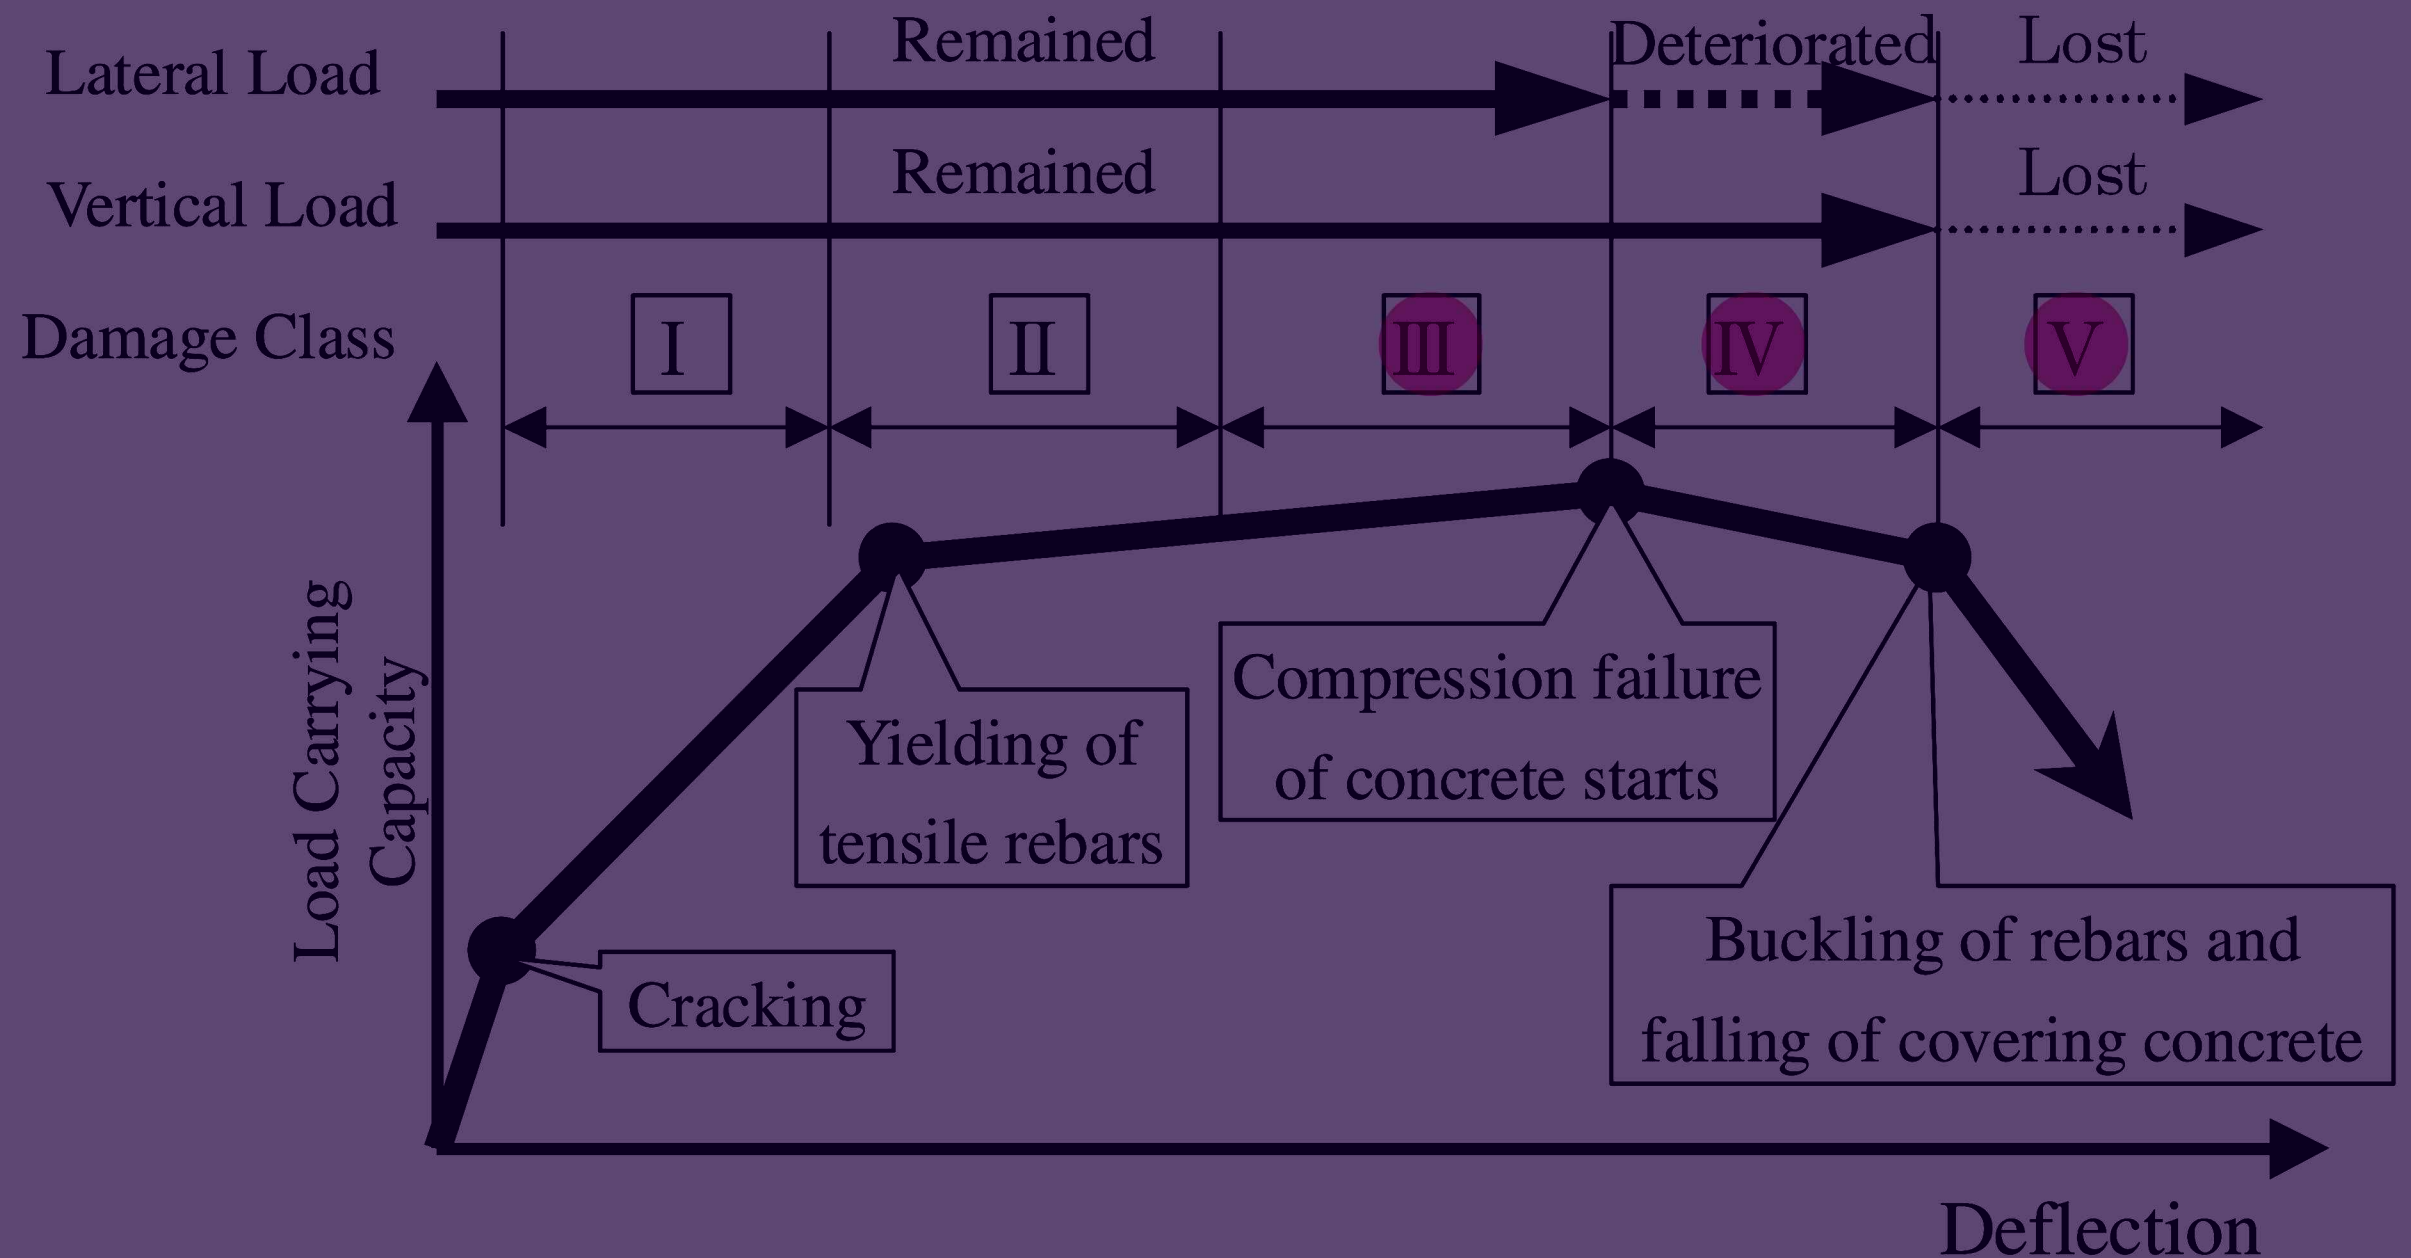 Remained
Deteriorated
Lost
Lateral Load
Remained
Lost
Vertical Load
Damage Class
I
II
III
IV
V
Load Carrying
Capacity
Yielding of
tensile rebars
Compression failure
of concrete starts
Cracking
Buckling of rebars and
falling of covering concrete
Deflection